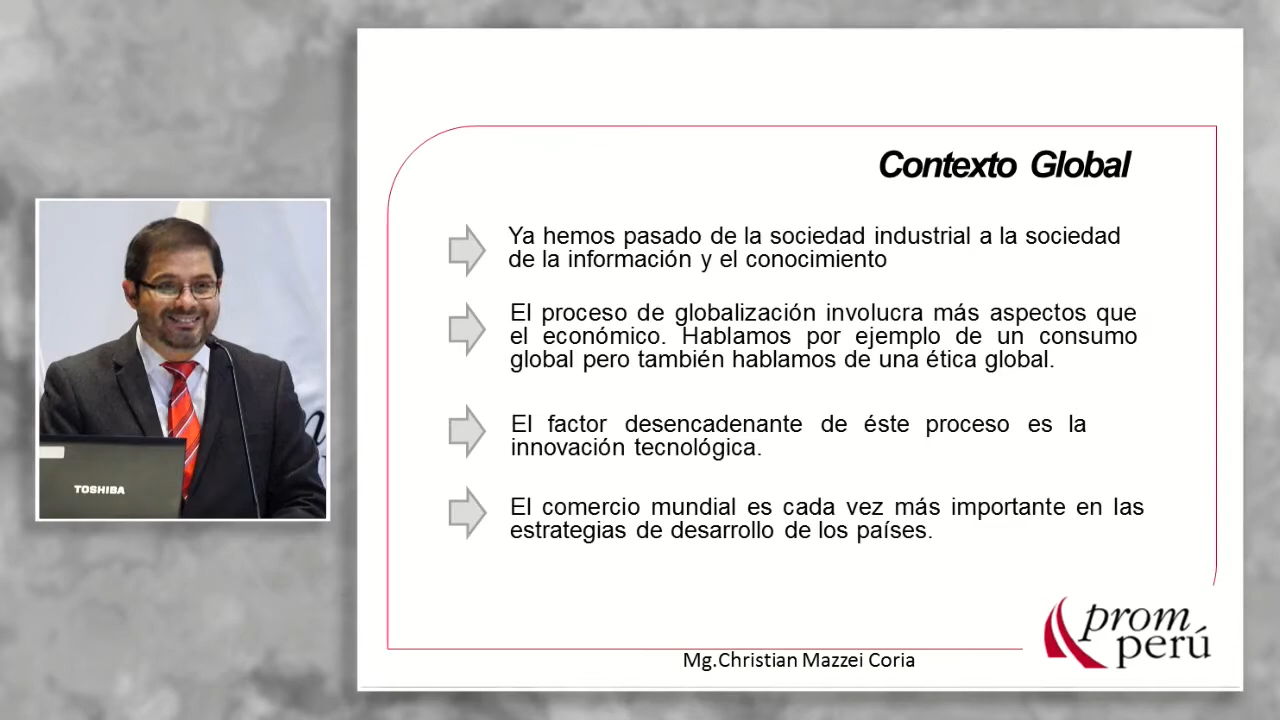 Contexto Global
Ya hemos pasado de la sociedad industrial a la sociedad
de la información y el conocimiento
El proceso de globalización involucra más aspectos que
el económico. Hablamos por ejemplo de un consumo
global pero también hablamos de una ética global.
El factor desencadenante de éste proceso es la
innovación tecnológica.
El comercio mundial es cada vez más importante en las
estrategias de desarrollo de los países.
TOSHIBA
prom
perú
Mg.Christian Mazzei Coria